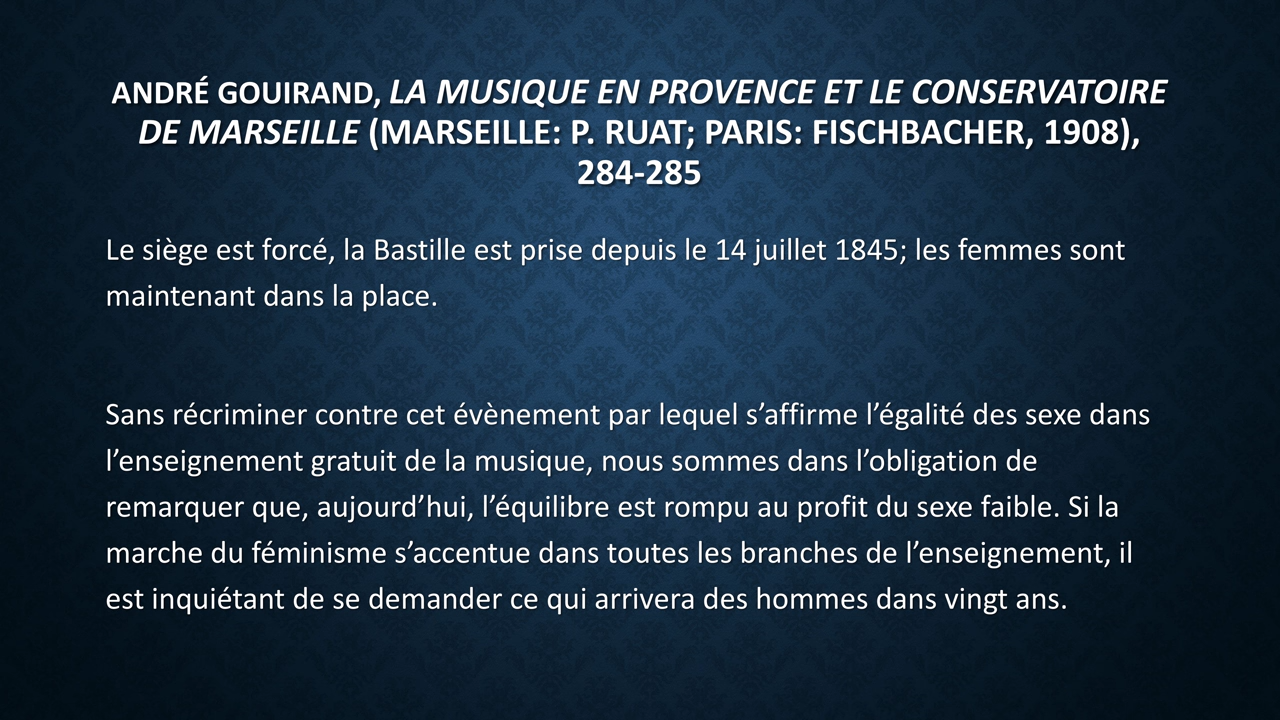 ANDRÉ GOUIRAND, LA MUSIQUE EN PROVENCE ET LE CONSERVATOIRE
DE MARSEILLE (MARSEILLE: P. RUAT; PARIS: FISCHBACHER, 1908),
284-285
Le siège est forcé, la Bastille est prise depuis le 14 juillet 1845; les femmes sont
maintenant dans la place.
Sans récriminer contre cet évènement par lequel s’affirme l’égalité des sexe dans
l’enseignement gratuit de la musique, nous sommes dans l’obligation de
remarquer que, aujourd’hui, l’équilibre est rompu au profit du sexe faible. Si la
marche du féminisme s’accentue dans toutes les branches de l’enseignement, il
est inquiétant de se demander ce qui arrivera des hommes dans vingt ans.